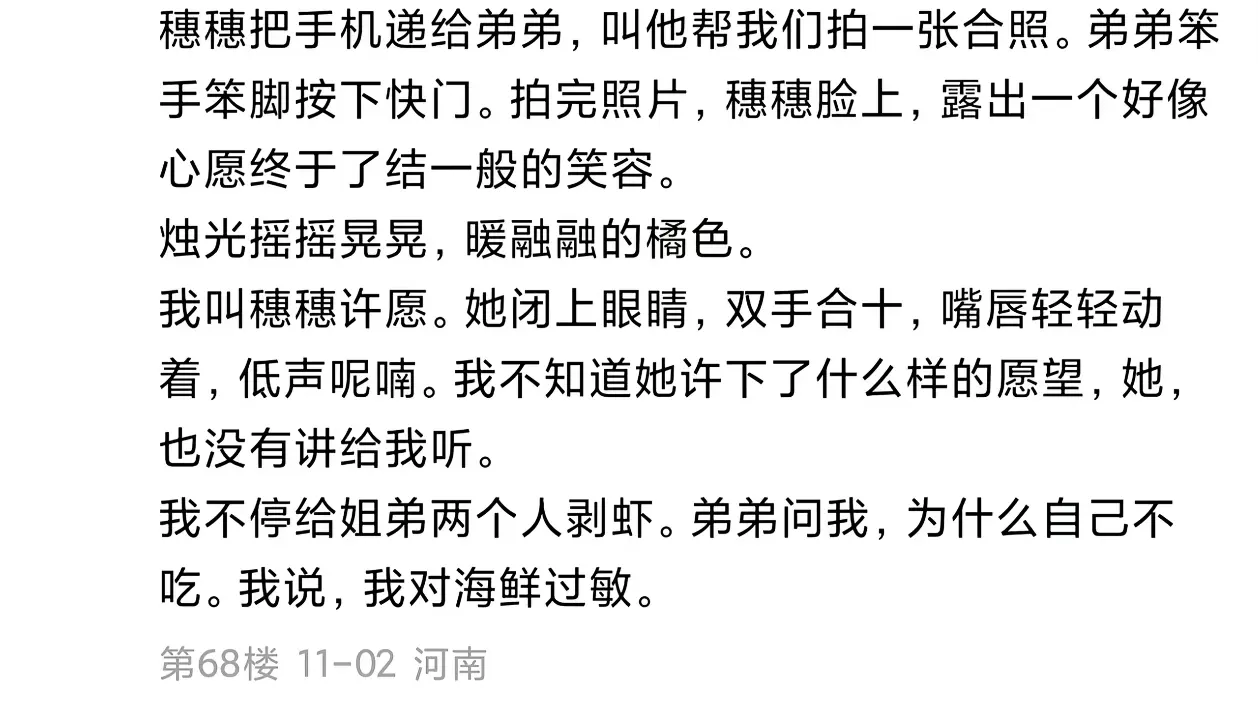 穗穗把手机递给弟弟，叫他帮我们拍一张合照。弟弟笨
手笨脚按下快门。拍完照片，穗穗脸上，露出一个好像
心愿终于了结一般的笑容。
烛光摇摇晃晃，暖融融的橘色。
我叫穗穗许愿。她闭上眼睛，双手合十，嘴唇轻轻动
着，低声呢喃。我不知道她许下了什么样的愿望，她，
也没有讲给我听。
我不停给姐弟两个人剥虾。弟弟问我，为什么自己不
吃。我说，我对海鲜过敏。
第68楼 11-02 河南